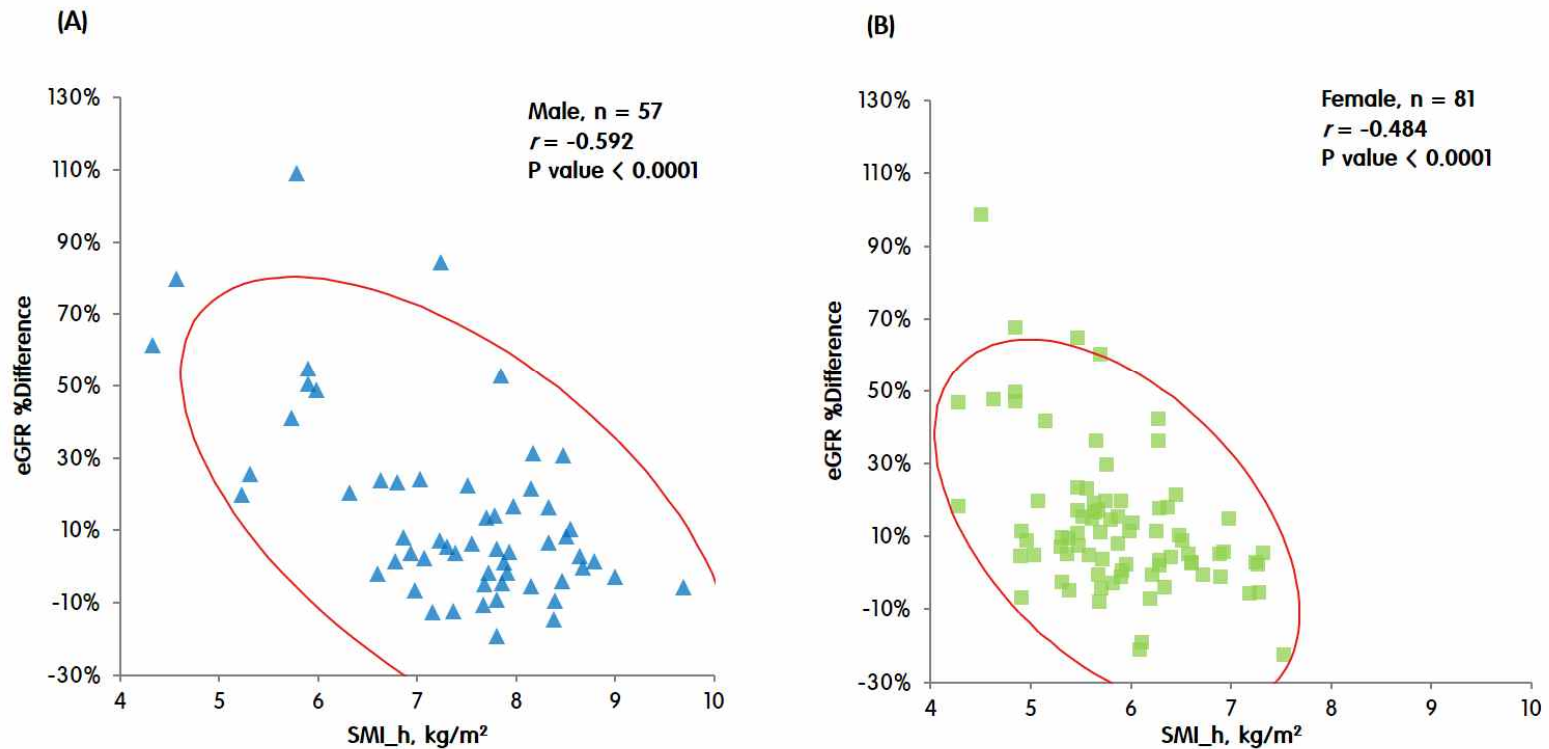 (A)
Male, n = 57
r = -0.592
P value < 0.0001
130%
110%
90%
70%
50%
30%
10%
-10%
-30%
eGFR %Difference
4 5 6 7 8 9 10
SMI_h, kg/m²
(B)
Female, n = 81
r = -0.484
P value < 0.0001
130%
110%
90%
70%
50%
30%
10%
-10%
-30%
eGFR %Difference
4 5 6 7 8 9 10
SMI_h, kg/m²